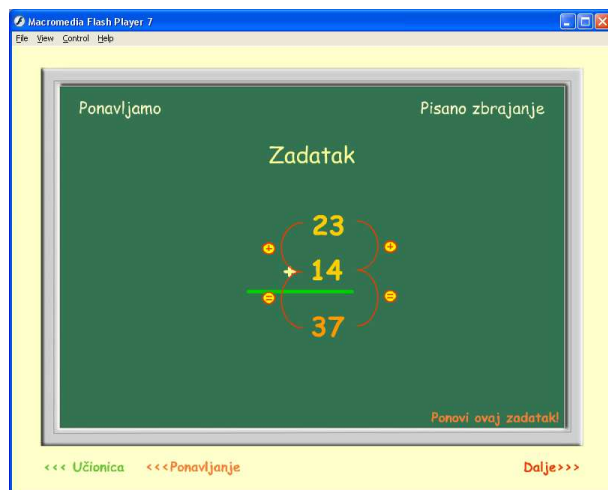 Macromedia Flash Player 7
File View Control Help
Ponavljamo
Pisano zbrajanje
Zadatak
23
+
+
+ 14
=
=
37
Ponovi ovaj zadatak!
<<< Učionica
<<<Ponavljanje
Dalje>>>